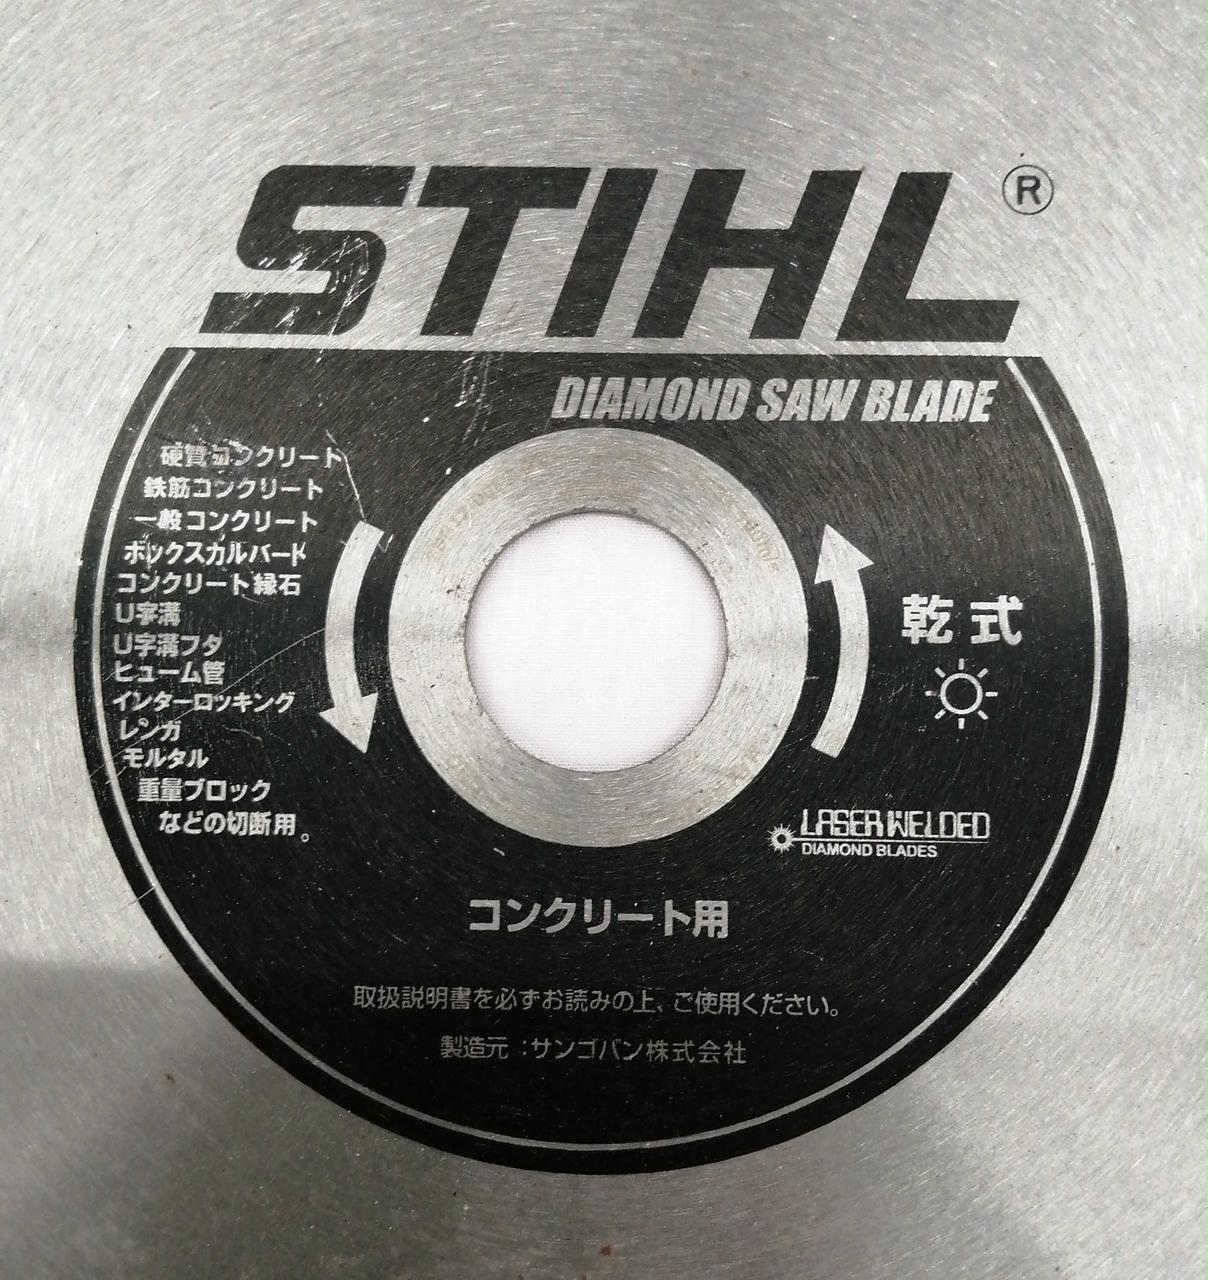 STIHL®
DIAMOND SAW BLADE
硬質コンクリート
鉄筋コンクリート
一般コンクリート
ボックスカルバート
コンクリート縁石
U字溝
U字溝フタ
ヒューム管
インターロッキング
レンガ
モルタル
重量ブロック
などの切断用。
乾式
LASER WELDED
DIAMOND BLADES
コンクリート用
取扱説明書を必ずお読みの上、ご使用ください。
製造元:サンゴバン株式会社